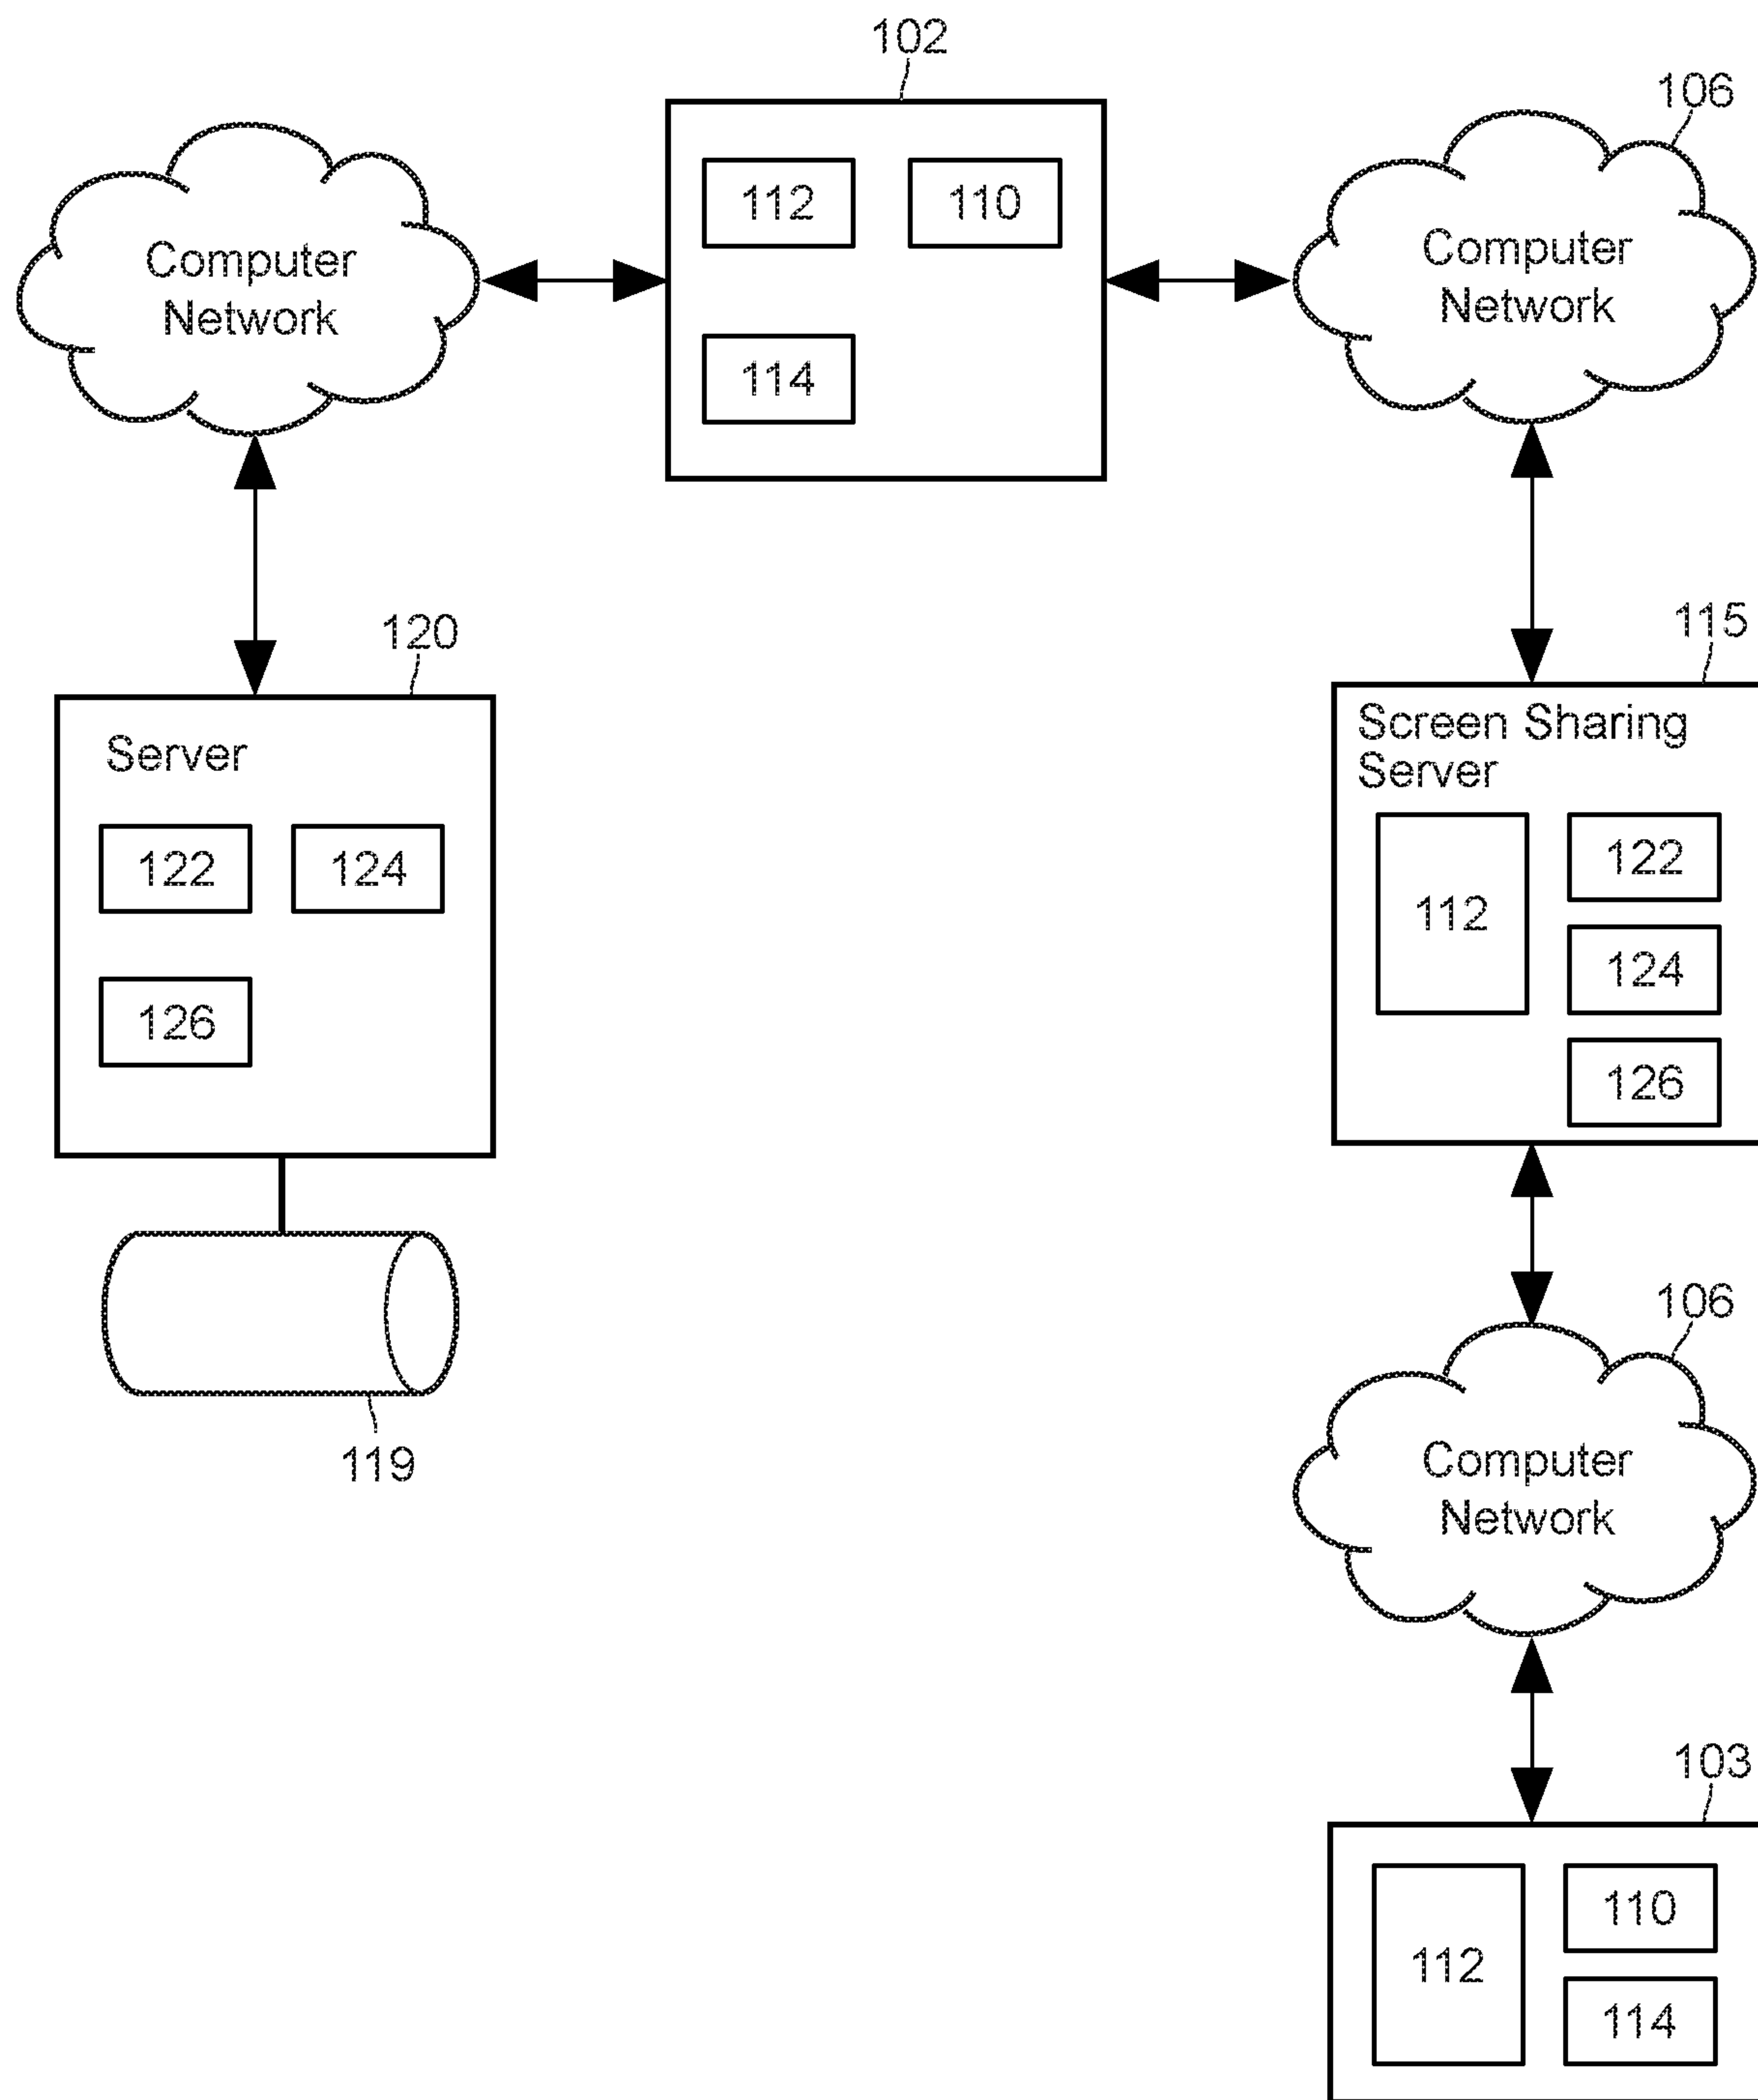 102
106
112
110
Computer
Network
Computer
Network
114
120
115
Server
Screen Sharing
Server
122
124
112
122
124
126
126
106
119
Computer
Network
103
112
110
114